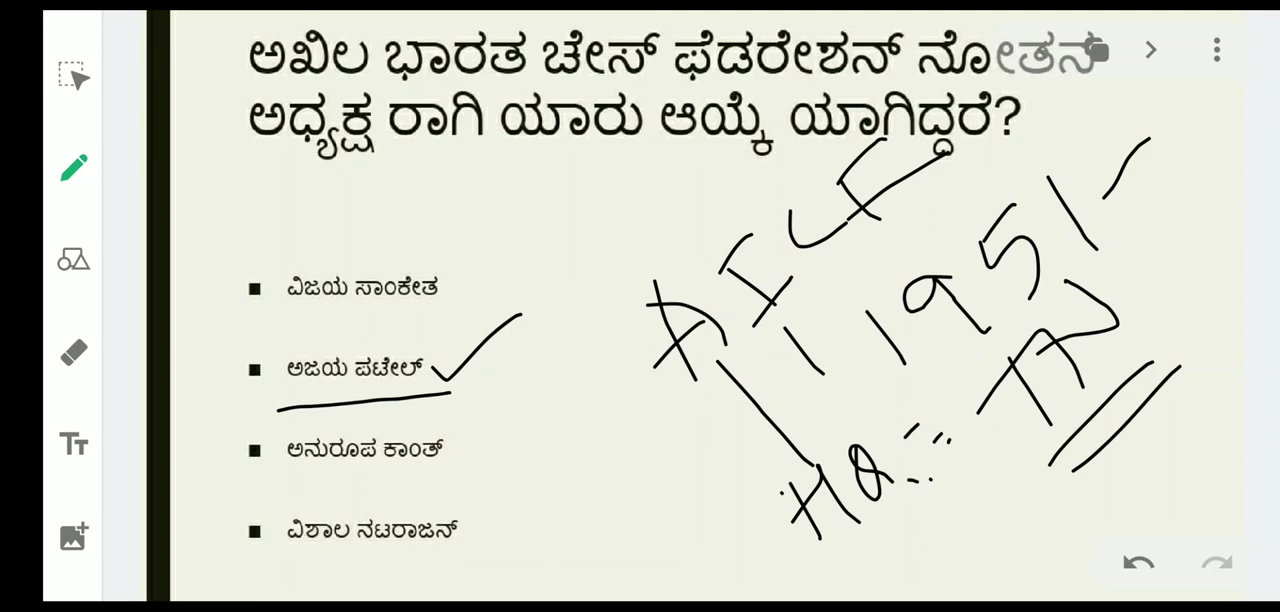 ಅಖಿಲ ಭಾರತ ಚೇಸ್ ಫೆಡರೇಶನ್ ನೋತನ್
ಅಧ್ಯಕ್ಷ ರಾಗಿ ಯಾರು ಆಯ್ಕೆ ಯಾಗಿದ್ದರೆ?
ವಿಜಯ ಸಾಂಕೇತ
ಅಜಯ ಪಟೇಲ್
ಅನುರೂಪ ಕಾಂತ್
ವಿಶಾಲ ನಟರಾಜನ್
AICF
1951
HQ = TN
TT